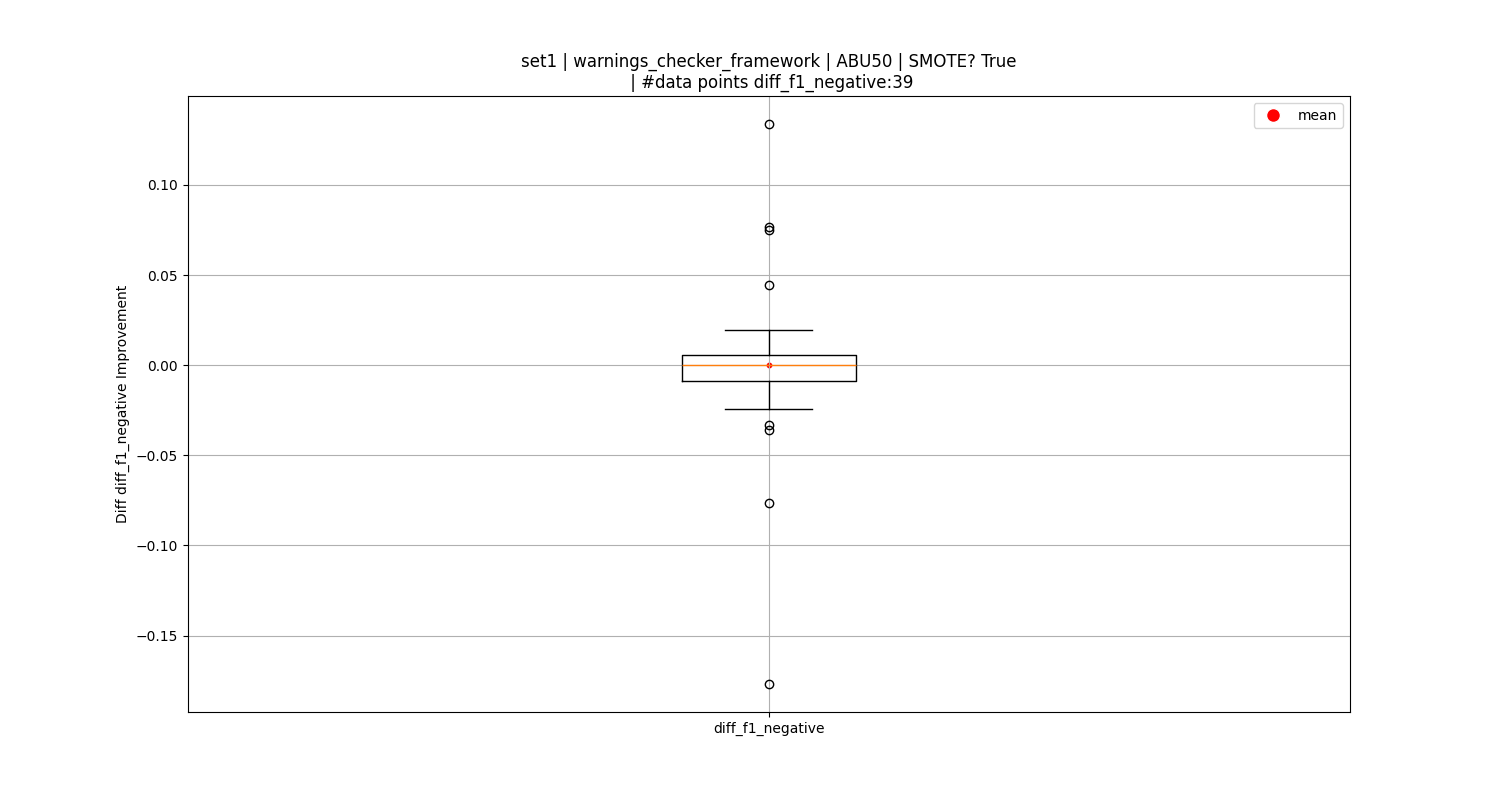 set1 | warnings_checker_framework | ABU50 | SMOTE? True
| #data points diff_f1_negative:39
mean
0.10
0.05
0.00
−0.05
−0.10
−0.15
Diff diff_f1_negative Improvement
diff_f1_negative